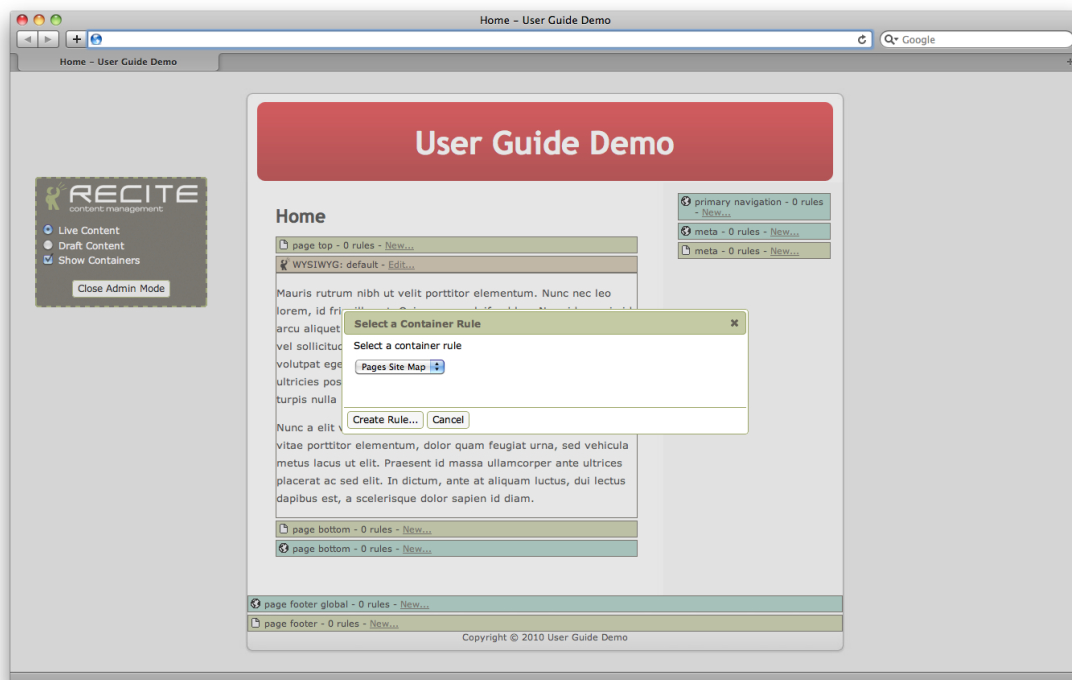 Home – User Guide Demo
Google
Home – User Guide Demo
User Guide Demo
RECITE
content management
Live Content
Draft Content
Show Containers
Close Admin Mode
Home
page top - 0 rules - New...
WYSIWYG: default - Edit...
Mauris rutrum nibh ut velit porttitor elementum. Nunc nec leo
lorem, id
arcu aliquet
vel sollicitud
volutpat ege
ultricies pos
turpis nulla
Nunc a elit
vitae porttitor elementum, dolor quam feugiat urna, sed vehicula
metus lacus ut elit. Praesent id massa ullamcorper ante ultrices
placerat ac sed elit. In dictum, ante at aliquam luctus, dui lectus
dapibus est, a scelerisque dolor sapien id diam.
page bottom - 0 rules - New...
page bottom - 0 rules - New...
primary navigation - 0 rules
- New...
meta - 0 rules - New...
meta - 0 rules - New...
Select a Container Rule
Select a container rule
Pages Site Map
Create Rule...
Cancel
page footer global - 0 rules - New...
page footer - 0 rules - New...
Copyright © 2010 User Guide Demo